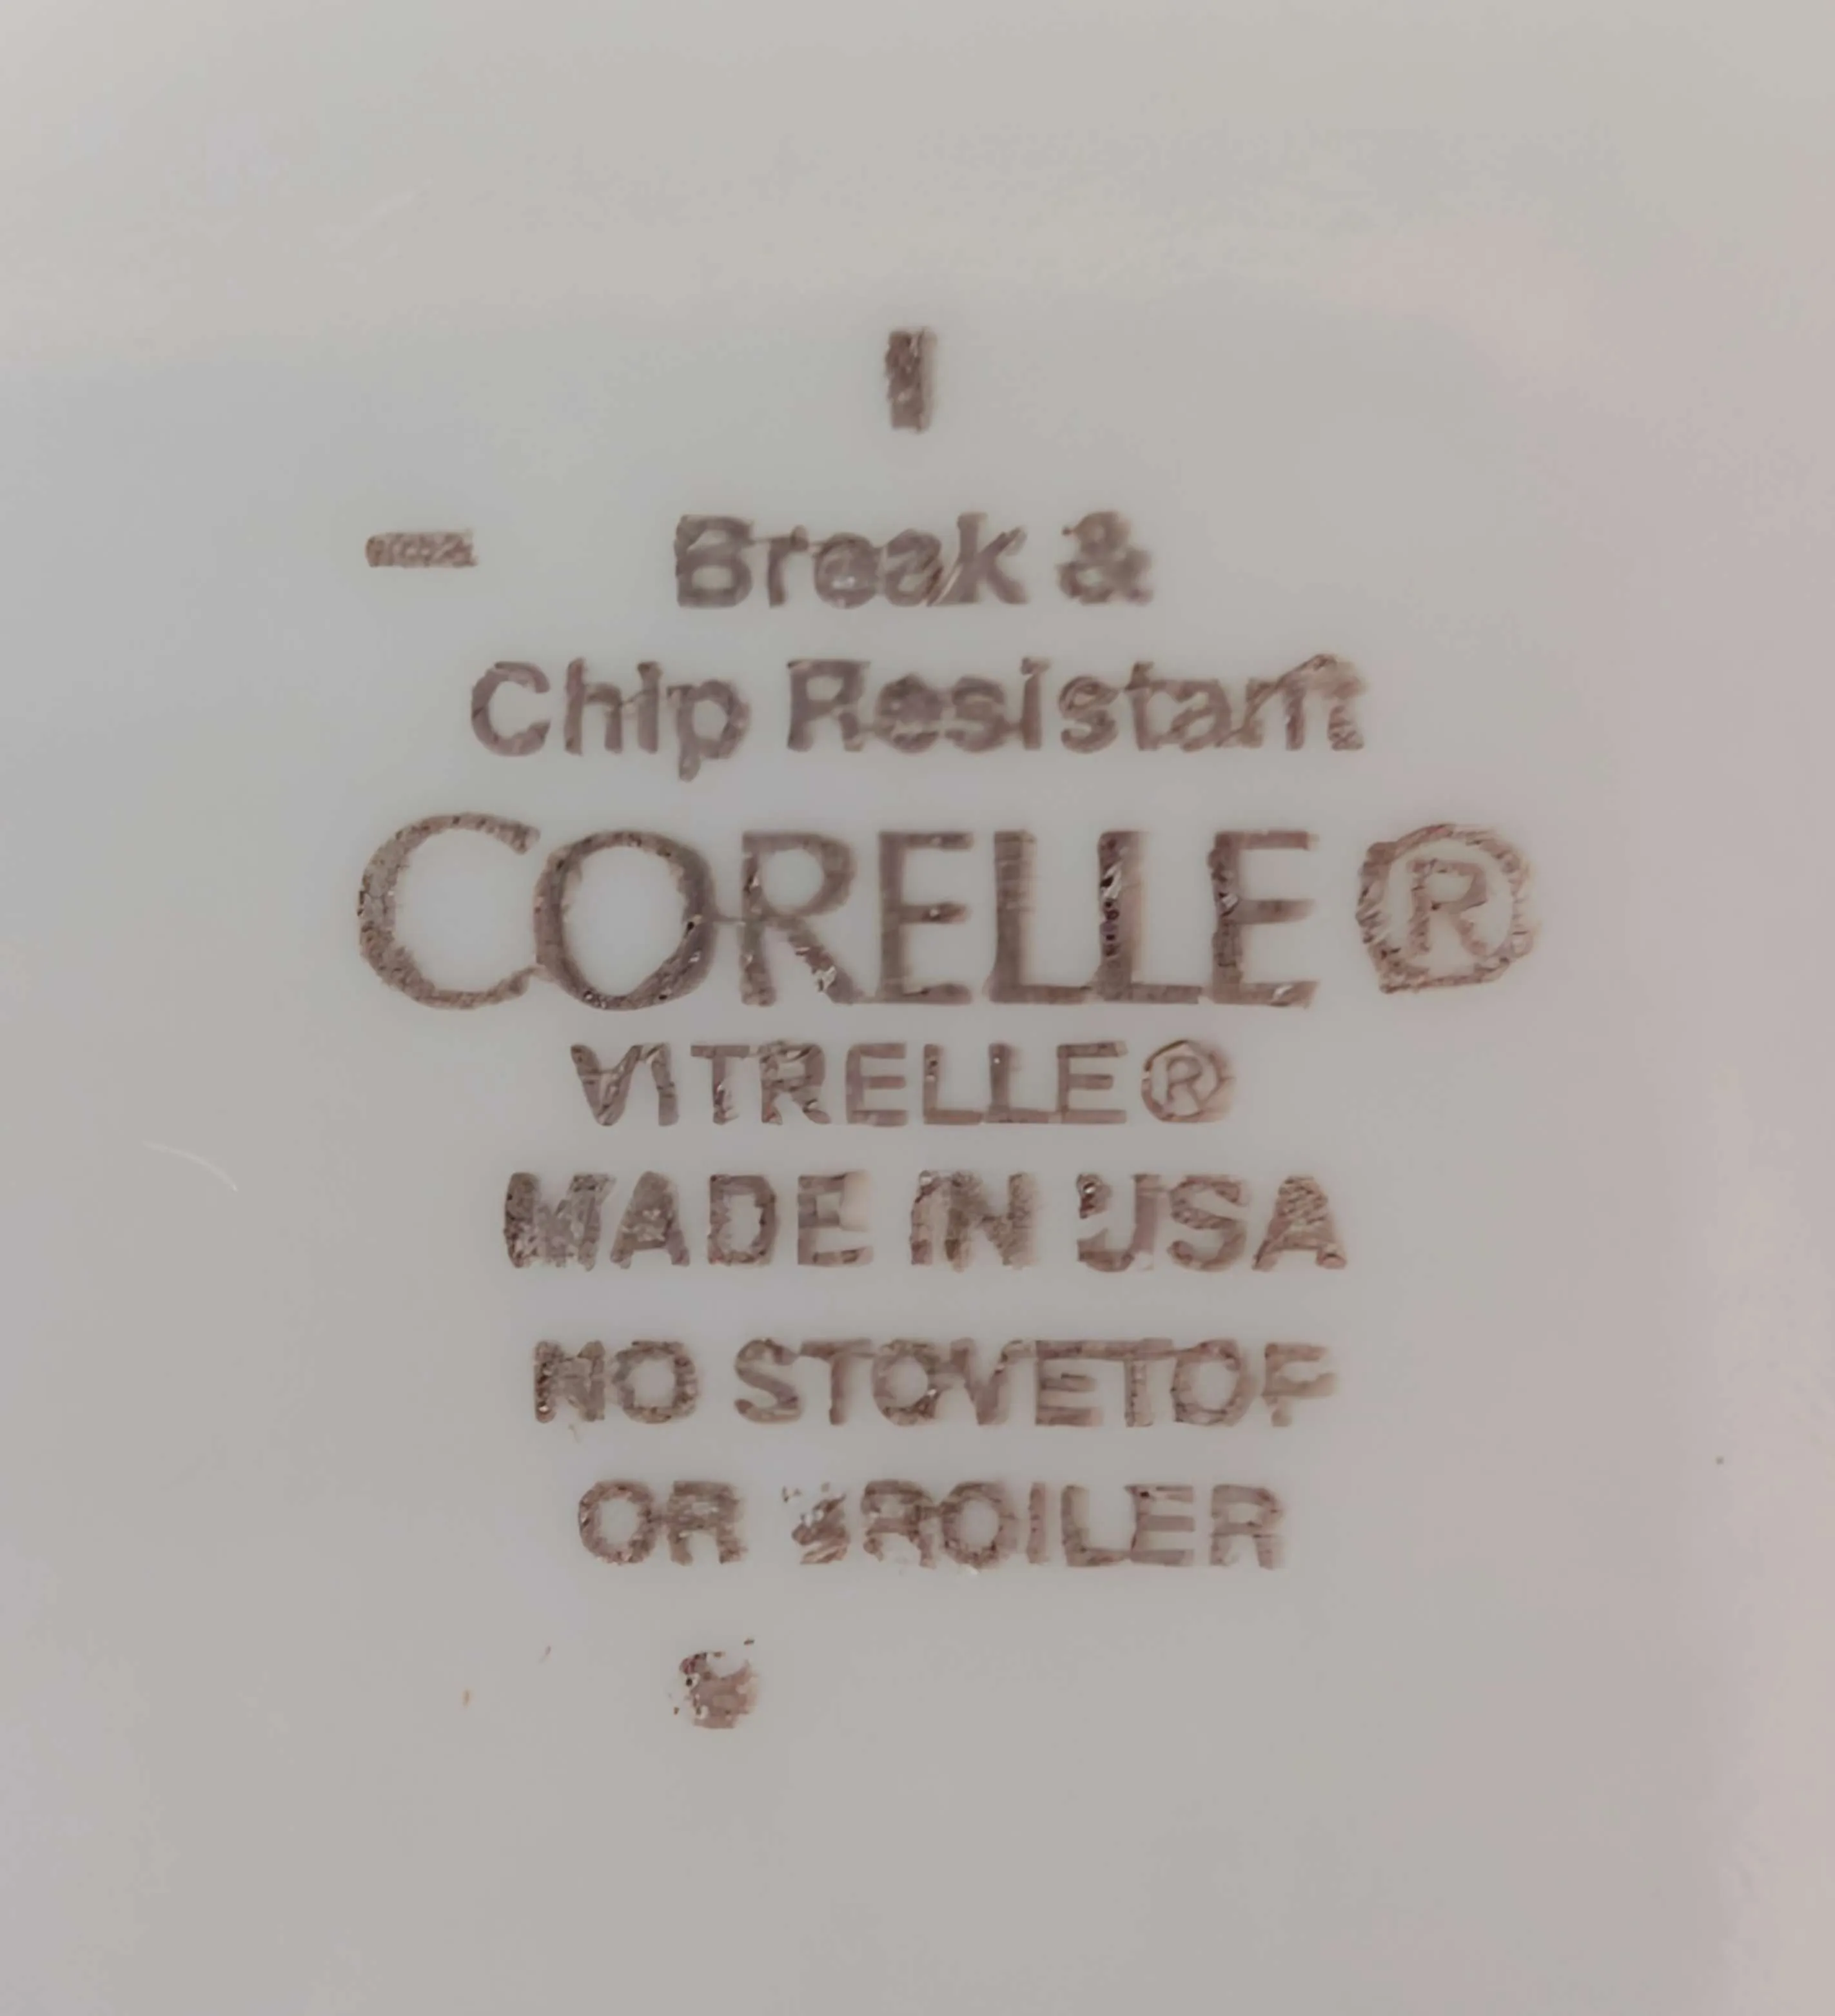 Break &
Chip Resistant
CORELLE®
VITRELLE®
MADE IN USA
NO STOVETOP
OR BROILER